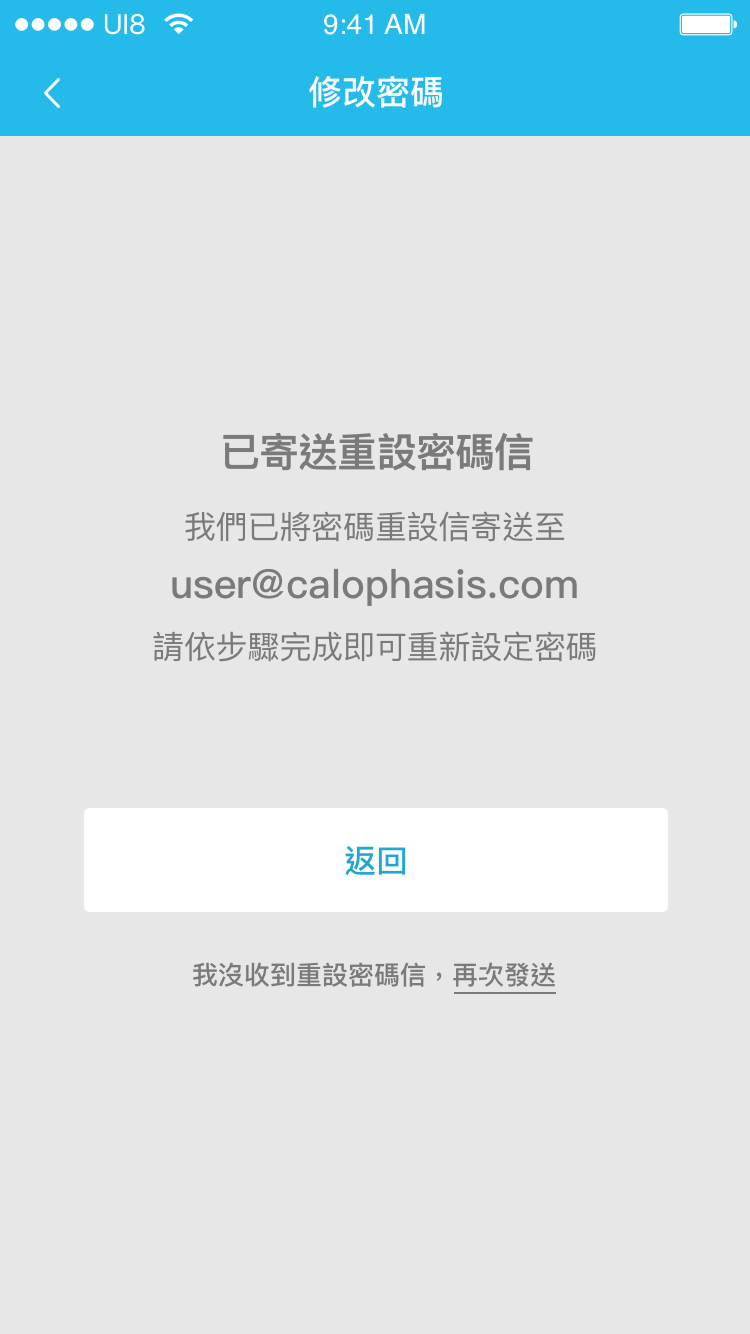 UI8 9:41 AM
修改密碼
已寄送重設密碼信
我們已將密碼重設信寄送至
user@calophasis.com
請依步驟完成即可重新設定密碼
返回
我沒收到重設密碼信，再次發送